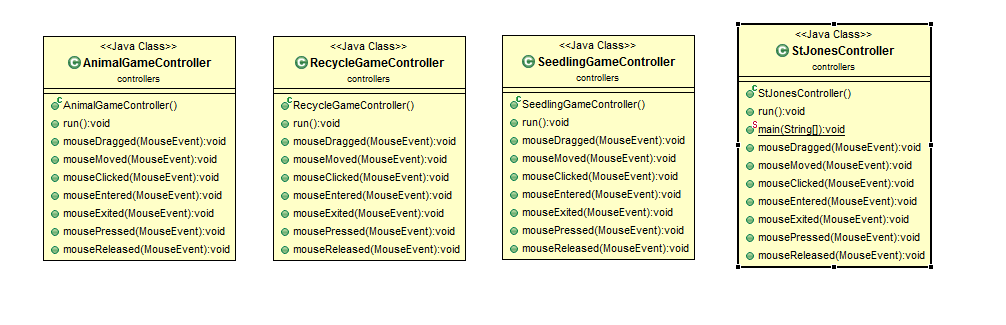 <<Java Class>>
AnimalGameController
controllers
AnimalGameController()
run():void
mouseDragged(MouseEvent):void
mouseMoved(MouseEvent):void
mouseClicked(MouseEvent):void
mouseEntered(MouseEvent):void
mouseExited(MouseEvent):void
mousePressed(MouseEvent):void
mouseReleased(MouseEvent):void
<<Java Class>>
RecycleGameController
controllers
RecycleGameController()
run():void
mouseDragged(MouseEvent):void
mouseMoved(MouseEvent):void
mouseClicked(MouseEvent):void
mouseEntered(MouseEvent):void
mouseExited(MouseEvent):void
mousePressed(MouseEvent):void
mouseReleased(MouseEvent):void
<<Java Class>>
SeedlingGameController
controllers
SeedlingGameController()
run():void
mouseDragged(MouseEvent):void
mouseMoved(MouseEvent):void
mouseClicked(MouseEvent):void
mouseEntered(MouseEvent):void
mouseExited(MouseEvent):void
mousePressed(MouseEvent):void
mouseReleased(MouseEvent):void
<<Java Class>>
StJonesController
controllers
StJonesController()
run():void
main(String[]):void
mouseDragged(MouseEvent):void
mouseMoved(MouseEvent):void
mouseClicked(MouseEvent):void
mouseEntered(MouseEvent):void
mouseExited(MouseEvent):void
mousePressed(MouseEvent):void
mouseReleased(MouseEvent):void